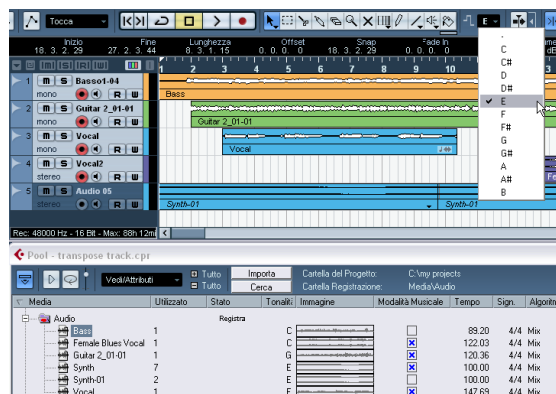 Tocca E
Inizio Fine Lunghezza Offset Snap Fade In
18. 3. 2. 29 27. 2. 3. 44 8. 3. 1. 15 0. 0. 0. 0 18. 3. 2. 29 0. 0. 0. 0
1 2 3 4 5 6 7 8 9 10
1 m S Basso1-04
mono R W
Bass
2 m S Guitar 2_01-01
mono R W
Guitar 2_01-01
3 m S Vocal
mono R W
Vocal
4 m S Vocal2
stereo R W
5 m S Audio 05
stereo R W
Synth-01 Synth-01
.
C
C#
D
D#
E
F
F#
G
G#
A
A#
B
Rec: 48000 Hz - 16 Bit - Max: 88h 12mi
Pool - transpose track.cpr
Vedi/Attributi Tutto Importa Cartella del Progetto: C:\my projects
Tutto Cerca Cartella Registrazione: Media\Audio
Media Utilizzato Stato Tonalità Immagine Modalità Musicale Tempo Sign. Algoritm
Audio Registra
Bass 1 C 89.20 4/4 Mix
Female Blues Vocal 1 C 122.03 4/4 Mix
Guitar 2_01-01 1 G 120.36 4/4 Mix
Synth 7 E 100.00 4/4 Mix
Synth-01 2 E 100.00 4/4 Mix
Vocal 1 F 147.69 4/4 Mix